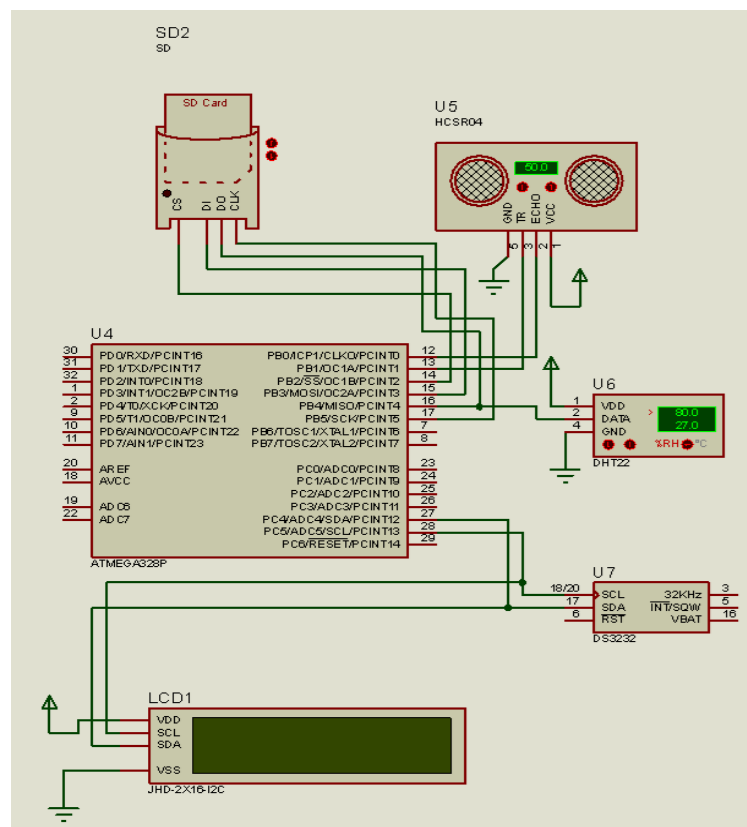 SD2
SD
SD Card
CS DI DO CLK
U5
HCSR04
50.0
GND TR ECHO VCC
5 3 2 1
U4
30 PD0/RXD/PCINT16 PB0/ICP1/CLKO/PCINT0 12
31 PD1/TXD/PCINT17 PB1/OC1A/PCINT1 13
32 PD2/INT0/PCINT18 PB2/SS/OC1B/PCINT2 14
1 PD3/INT1/OC2B/PCINT19 PB3/MOSI/OC2A/PCINT3 15
2 PD4/T0/XCK/PCINT20 PB4/MISO/PCINT4 16
9 PD5/T1/OC0B/PCINT21 PB5/SCK/PCINT5 17
10 PD6/AIN0/OC0A/PCINT22 PB6/TOSC1/XTAL1/PCINT6 7
11 PD7/AIN1/PCINT23 PB7/TOSC2/XTAL2/PCINT7 8
20 AREF PC0/ADC0/PCINT8 23
18 AVCC PC1/ADC1/PCINT9 24
PC2/ADC2/PCINT10 25
19 ADC6 PC3/ADC3/PCINT11 26
22 ADC7 PC4/ADC4/SDA/PCINT12 27
PC5/ADC5/SCL/PCINT13 28
PC6/RESET/PCINT14 29
ATMEGA328P
U6
1 VDD
2 DATA
4 GND
> 80.0
27.0
%RH °C
DHT22
U7
18/20 SCL 32KHz 3
17 SDA INT/SQW 5
6 RST VBAT 16
DS3232
LCD1
VDD
SCL
SDA
VSS
JHD-2X16-I2C